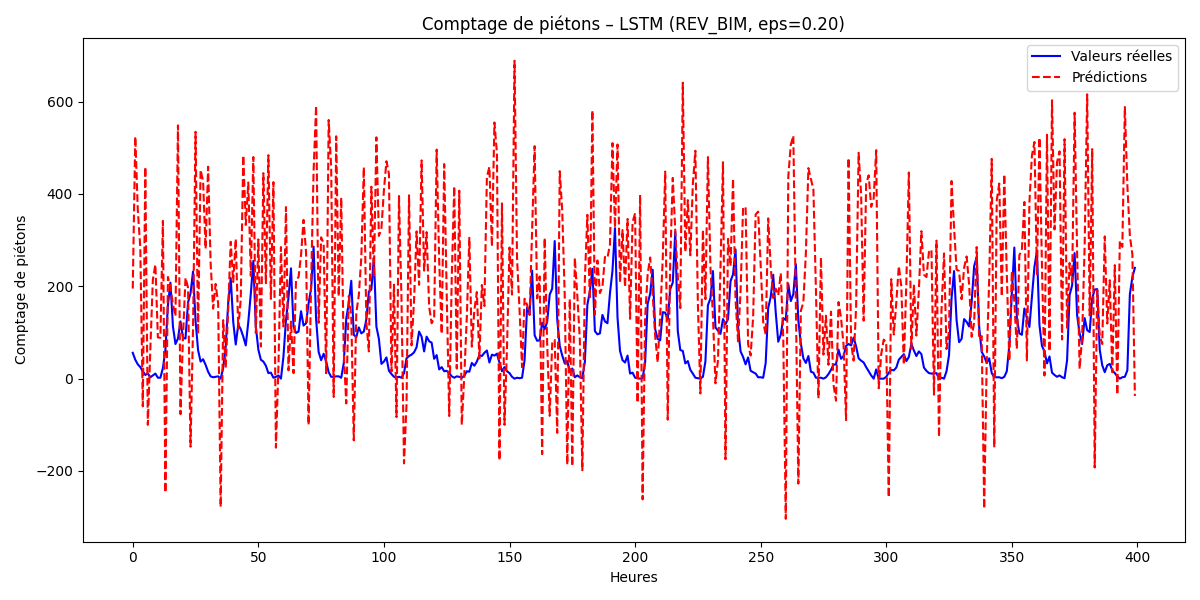 Comptage de piétons – LSTM (REV_BIM, eps=0.20)
Valeurs réelles
Prédictions
Comptage de piétons
600
400
200
0
−200
0 50 100 150 200 250 300 350 400
Heures